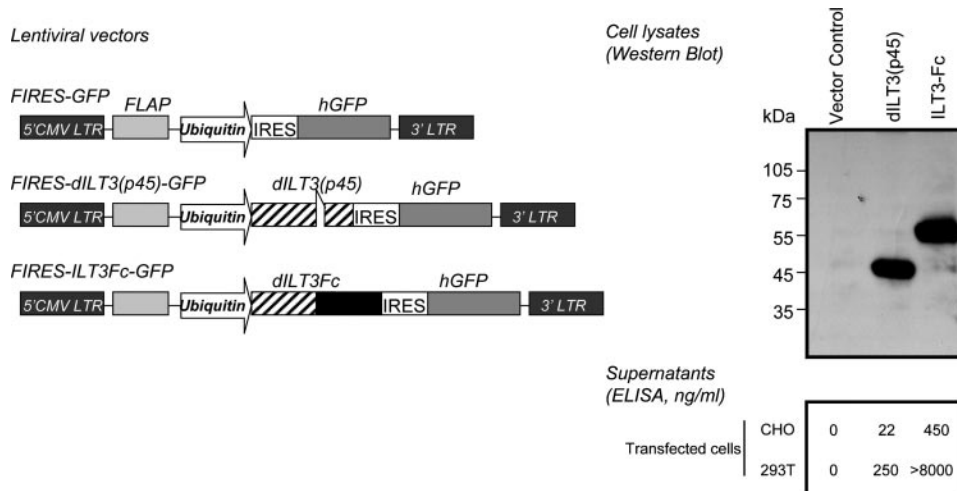 Lentiviral vectors
FIRES-GFP
FLAP
hGFP
5'CMV LTR
Ubiquitin
IRES
3' LTR
FIRES-dILT3(p45)-GFP
dILT3(p45)
hGFP
5'CMV LTR
Ubiquitin
IRES
3' LTR
FIRES-ILT3Fc-GFP
dILT3Fc
hGFP
5'CMV LTR
Ubiquitin
IRES
3' LTR
Cell lysates
(Western Blot)
Vector Control
dILT3(p45)
ILT3-Fc
kDa
105
75
55
45
35
Supernatants
(ELISA, ng/ml)
Transfected cells
CHO 0 22 450
293T 0 250 >8000